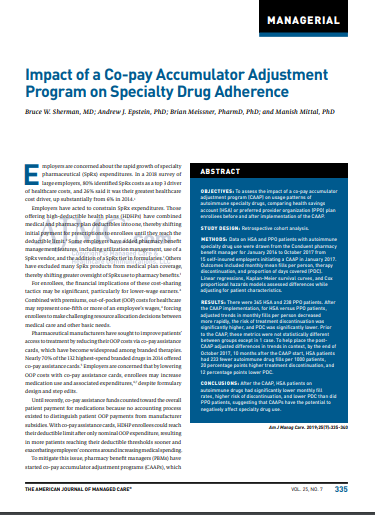 MANAGERIAL
Impact of a Co-pay Accumulator Adjustment
Program on Specialty Drug Adherence
Bruce W. Sherman, MD; Andrew J. Epstein, PhD; Brian Meissner, PharmD, PhD; and Manish Mittal, PhD
Employers are concerned about the rapid growth of specialty
pharmaceutical (SpRx) expenditures. In a 2018 survey of
large employers, 80% identified SpRx costs as a top 3 driver
of healthcare costs, and 26% said it was their greatest healthcare
cost driver, up substantially from 6% in 2014.
Employers have acted to constrain SpRx expenditures. Those
offering high-deductible health plans (HDHPs) have combined
medical and pharmacy plan deductibles into one, thereby shifting
initial payment for prescriptions to enrollees until they reach the
deductible limit. Some employers have added pharmacy benefit
management features, including utilization management, use of a
SpRx vendor, and the addition of a SpRx tier in formularies. Others
have excluded many SpRx products from medical plan coverage,
thereby shifting greater oversight of SpRx use to pharmacy benefits.
For enrollees, the financial implications of these cost-sharing
tactics may be significant, particularly for lower-wage earners.
Combined with premiums, out-of-pocket (OOP) costs for healthcare
may represent one-fifth or more of an employee's wages, forcing
enrollees to make challenging resource allocation decisions between
medical care and other basic needs.
Pharmaceutical manufacturers have sought to improve patients'
access to treatment by reducing their OOP costs via co-pay assistance
cards, which have become widespread among branded therapies.
Nearly 70% of the 112 highest-spend branded drugs in 2016 offered
co-pay assistance cards. Employers are concerned that by lowering
OOP costs with co-pay assistance cards, enrollees may increase
medication use and associated expenditures, despite formulary
design and step edits.
Until recently, co-pay assistance funds counted toward the overall
patient payment for medications because no accounting process
existed to distinguish patient OOP payments from manufacturer
subsidies. With co-pay assistance cards, HDHP enrollees could reach
their deductible limit after only nominal OOP expenditure, resulting
in more patients reaching their deductible thresholds sooner and
exacerbating employers' concerns around increasing medical spending.
To mitigate this issue, pharmacy benefit managers (PBMs) have
started co-pay accumulator adjustment programs (CAAPs), which
ABSTRACT
OBJECTIVES: To assess the impact of a co-pay accumulator
adjustment program (CAAP) on usage patterns of
autoimmune specialty drugs, comparing health savings
account (HSA) or preferred provider organization (PPO) plan
enrollees before and after implementation of the CAAP.
STUDY DESIGN: Retrospective cohort analysis.
METHODS: Data on HSA and PPO patients with autoimmune
specialty drug use were drawn from the Conduent pharmacy
benefit manager for January 2016 to October 2017 from
15 self-insured employers initiating a CAAP in January 2017.
Outcomes included monthly mean fills per person, therapy
discontinuation, and proportion of days covered (PDC).
Linear regressions, Kaplan-Meier survival curves, and Cox
proportional hazards models assessed differences while
adjusting for patient characteristics.
RESULTS: There were 365 HSA and 238 PPO patients. After
the CAAP implementation, for HSA versus PPO patients,
adjusted trends in monthly fills per person decreased
more rapidly, the risk of treatment discontinuation was
significantly higher, and PDC was significantly lower. Prior
to the CAAP, these metrics were not statistically different
between groups except in 1 case. To help place the post-
CAAP adjusted differences in trends in context, by the end of
October 2017, 10 months after the CAAP start, HSA patients
had 233 fewer autoimmune drug fills per 1000 patients,
20 percentage points higher treatment discontinuation, and
12 percentage points lower PDC.
CONCLUSIONS: After the CAAP, HSA patients on
autoimmune drugs had significantly lower monthly fill
rates, higher risk of discontinuation, and lower PDC than did
PPO patients, suggesting that CAAPs have the potential to
negatively affect specialty drug use.
Am J Manag Care. 2019;25(7):335-340
THE AMERICAN JOURNAL OF MANAGED CARE®
VOL. 25, NO. 7 335